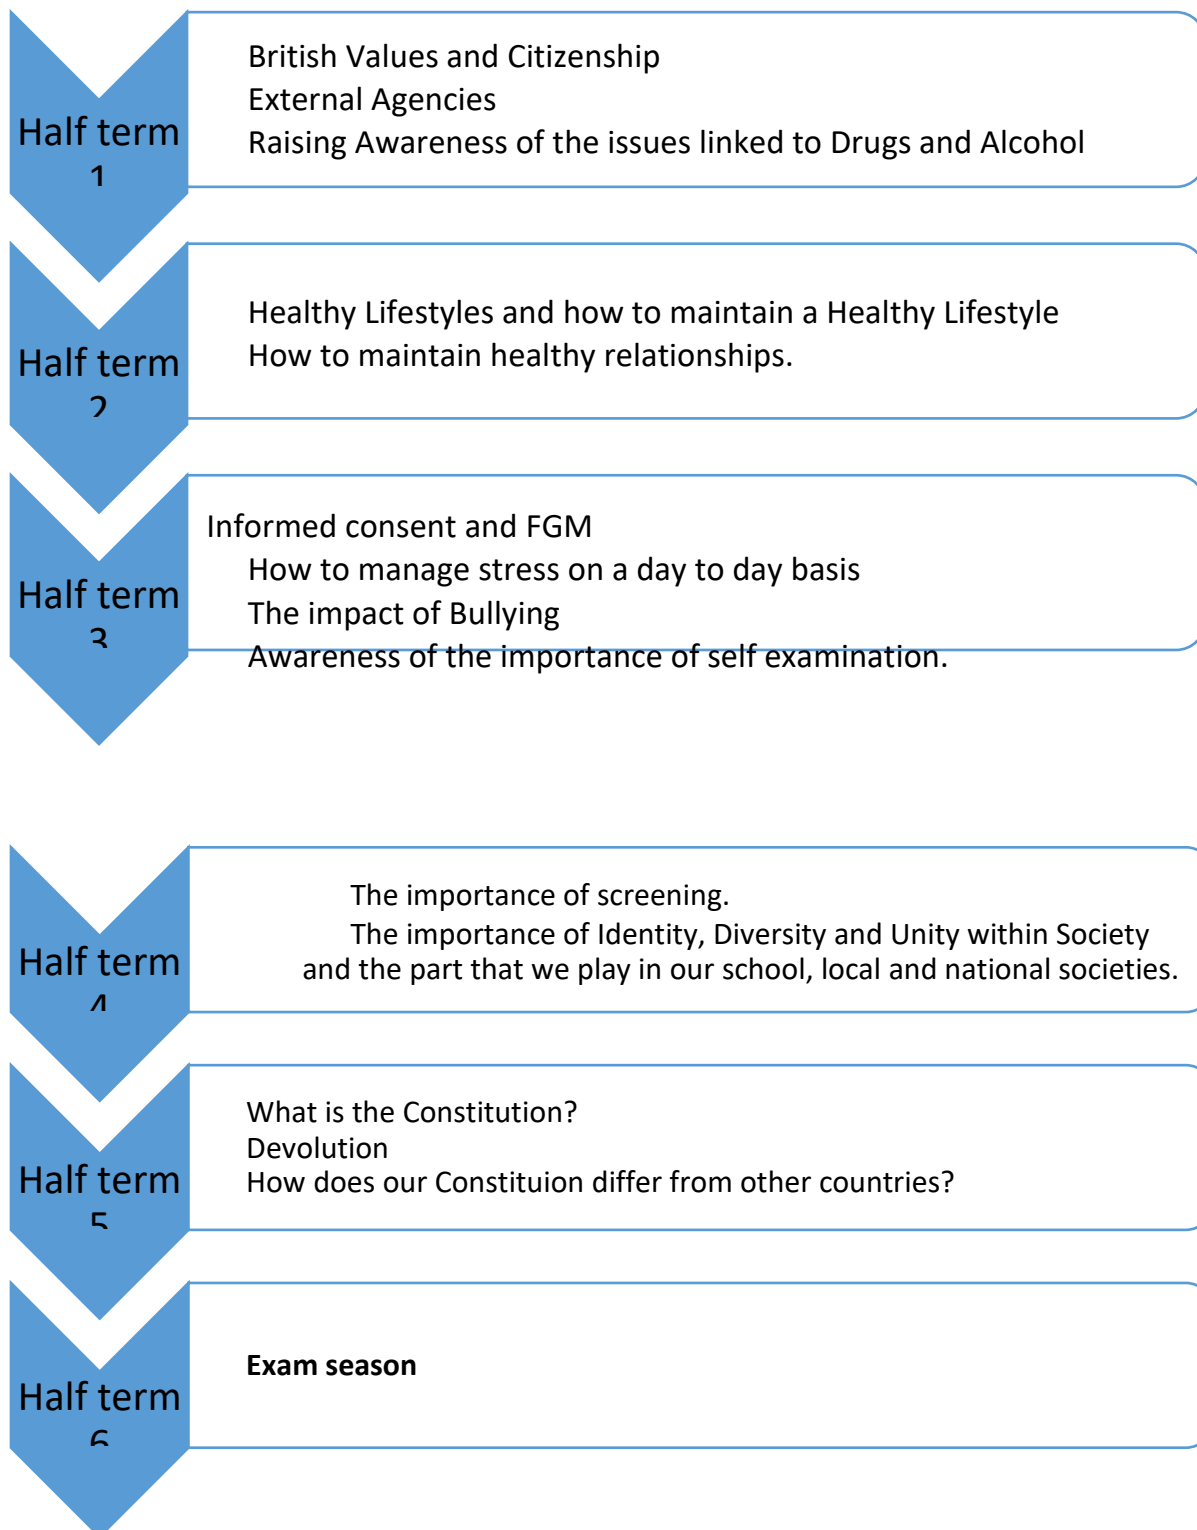 Half term
1
British Values and Citizenship
External Agencies
Raising Awareness of the issues linked to Drugs and Alcohol
Half term
2
Healthy Lifestyles and how to maintain a Healthy Lifestyle
How to maintain healthy relationships.
Half term
3
Informed consent and FGM
How to manage stress on a day to day basis
The impact of Bullying
Awareness of the importance of self examination.
Half term
4
The importance of screening.
The importance of Identity, Diversity and Unity within Society
and the part that we play in our school, local and national societies.
Half term
5
What is the Constitution?
Devolution
How does our Constituion differ from other countries?
Half term
6
Exam season